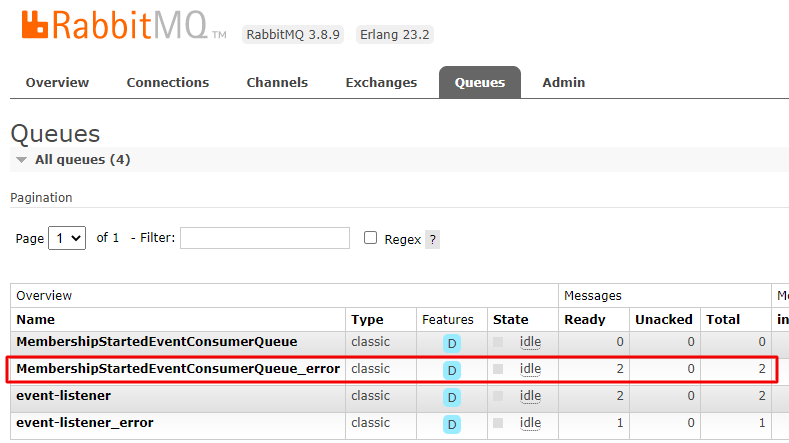 RabbitMQ TM RabbitMQ 3.8.9 Erlang 23.2
Overview Connections Channels Exchanges Queues Admin
Queues
All queues (4)
Pagination
Page 1 of 1 - Filter: Regex ?
Overview Messages Me
Name Type Features State Ready Unacked Total in
MembershipStartedEventConsumerQueue classic D idle 0 0 0
MembershipStartedEventConsumerQueue_error classic D idle 2 0 2
event-listener classic D idle 2 0 2
event-listener_error classic D idle 1 0 1